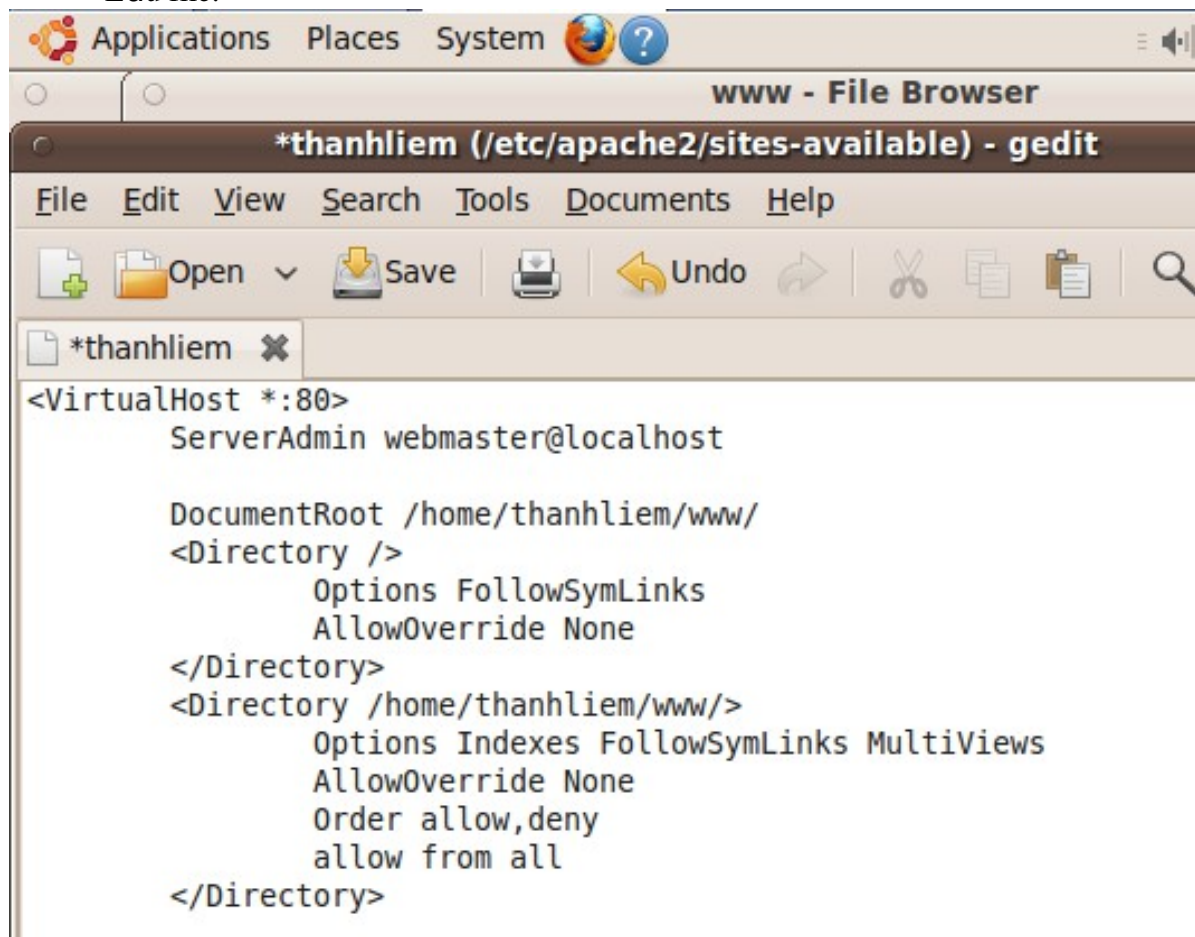 Edit file:
Applications Places System
www - File Browser
*thanhliem (/etc/apache2/sites-available) - gedit
File Edit View Search Tools Documents Help
Open Save Undo
*thanhliem
<VirtualHost *:80>
ServerAdmin webmaster@localhost
DocumentRoot /home/thanhliem/www/
<Directory />
Options FollowSymLinks
AllowOverride None
</Directory>
<Directory /home/thanhliem/www/>
Options Indexes FollowSymLinks MultiViews
AllowOverride None
Order allow,deny
allow from all
</Directory>